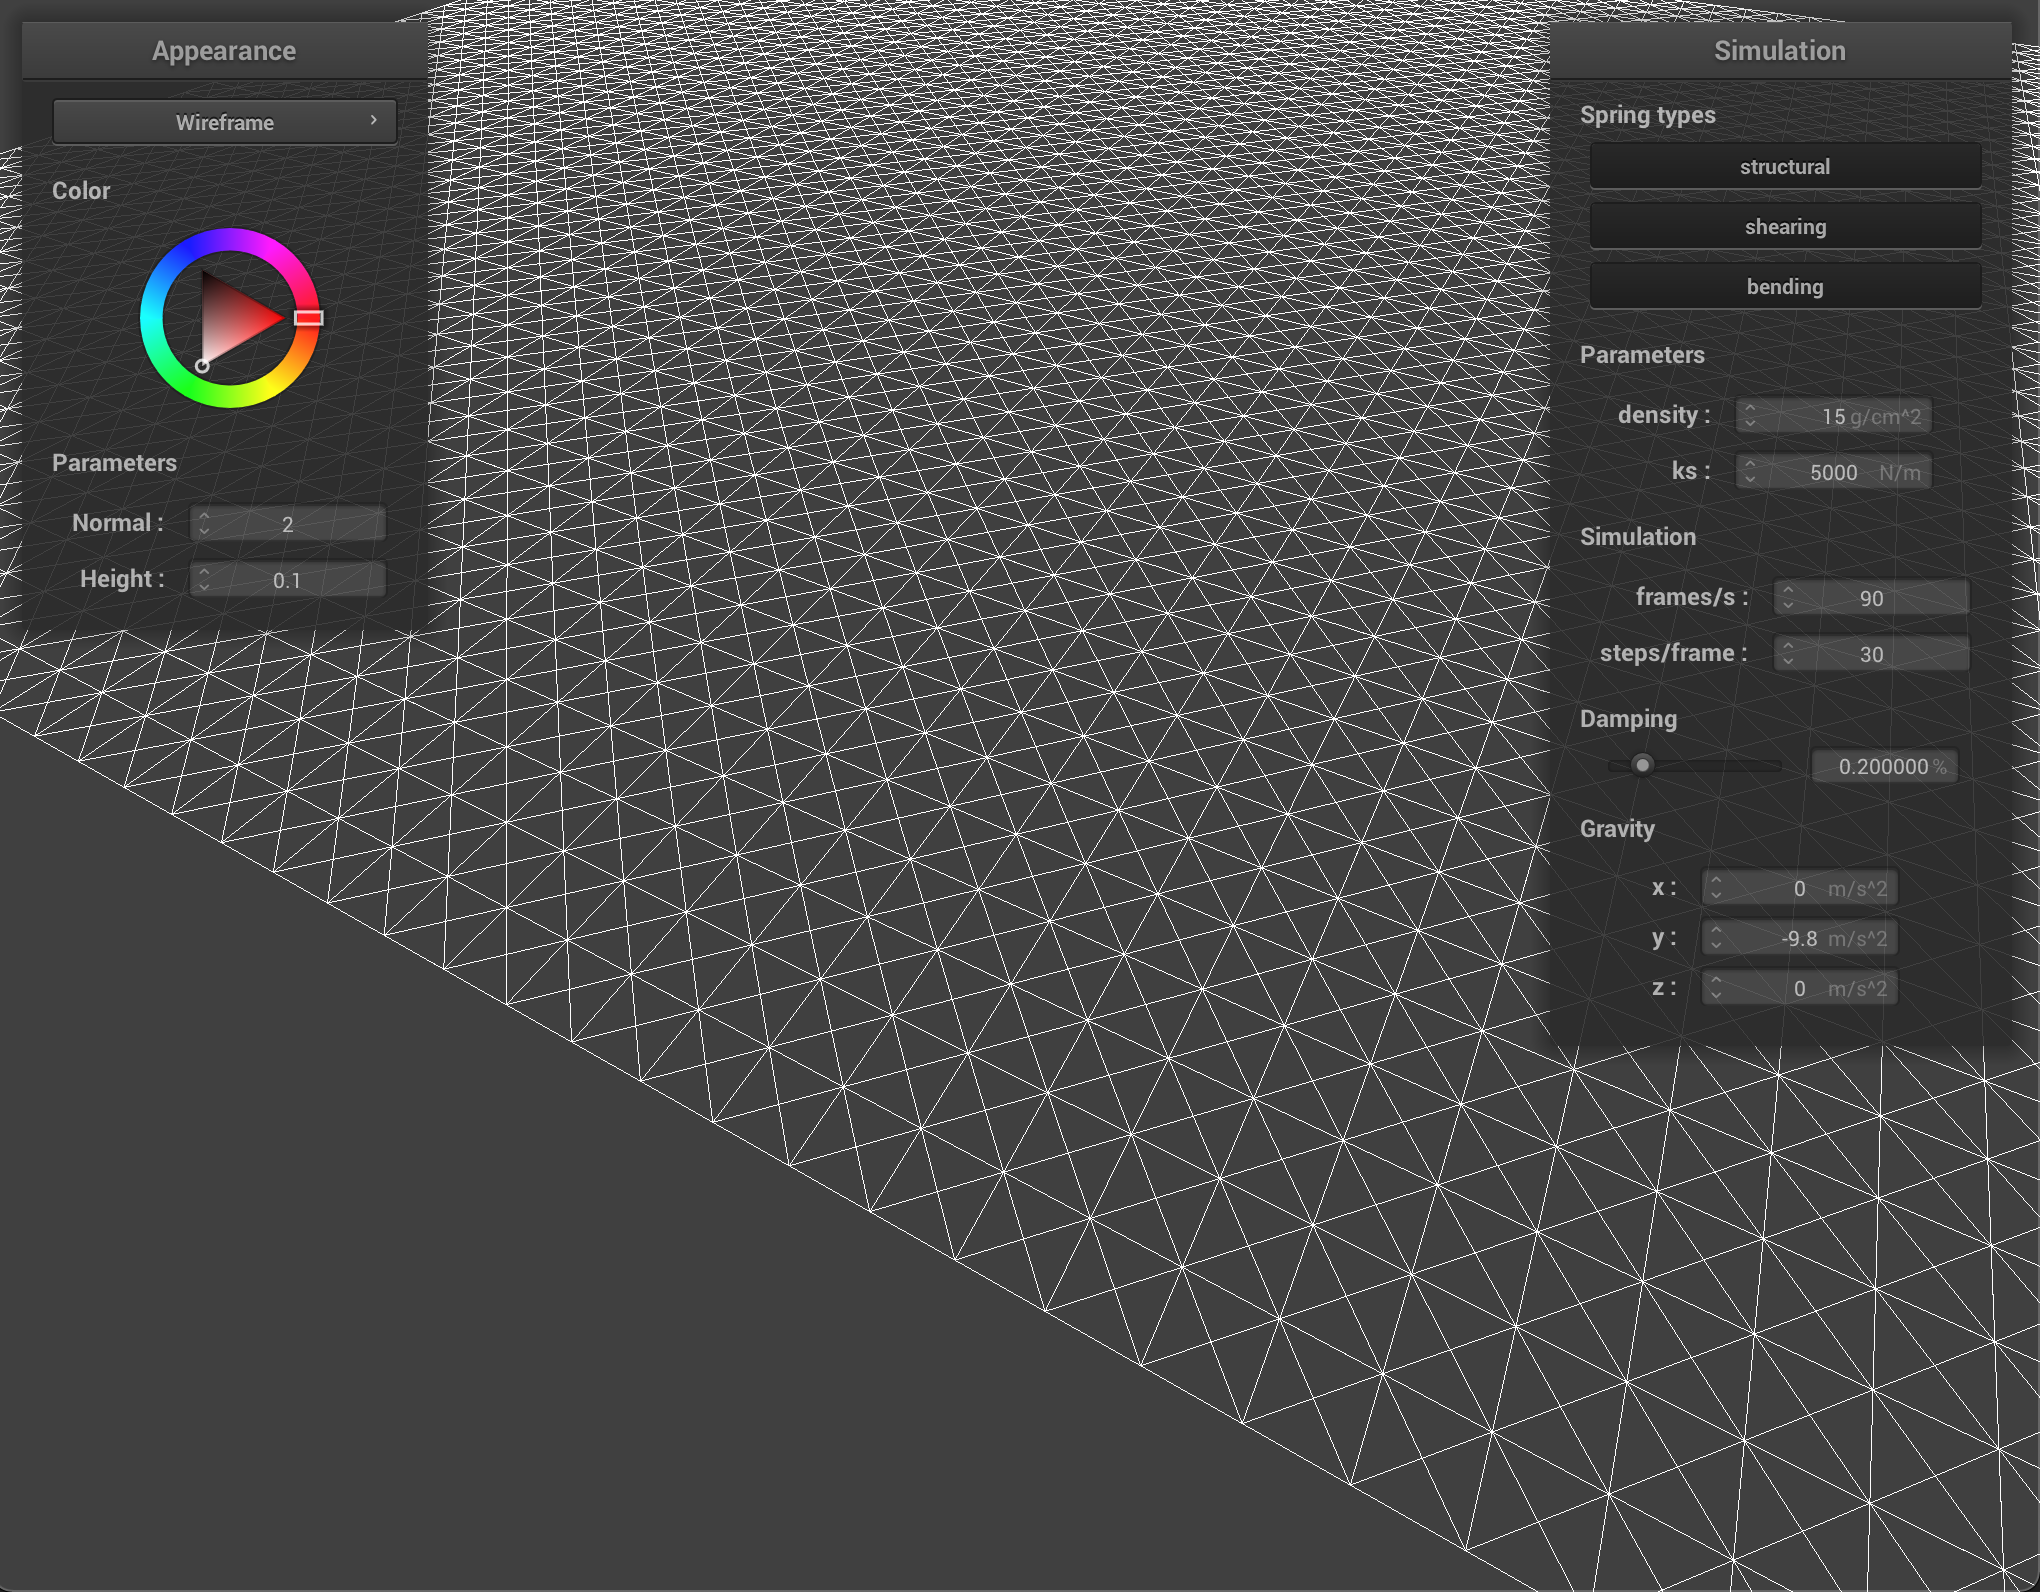 Appearance
Wireframe ›
Color
Parameters
Normal : 2
Height : 0.1
Simulation
Spring types
structural
shearing
bending
Parameters
density : 15 g/cm^2
ks : 5000 N/m
Simulation
frames/s : 90
steps/frame : 30
Damping
0.200000 %
Gravity
x : 0 m/s^2
y : -9.8 m/s^2
z : 0 m/s^2